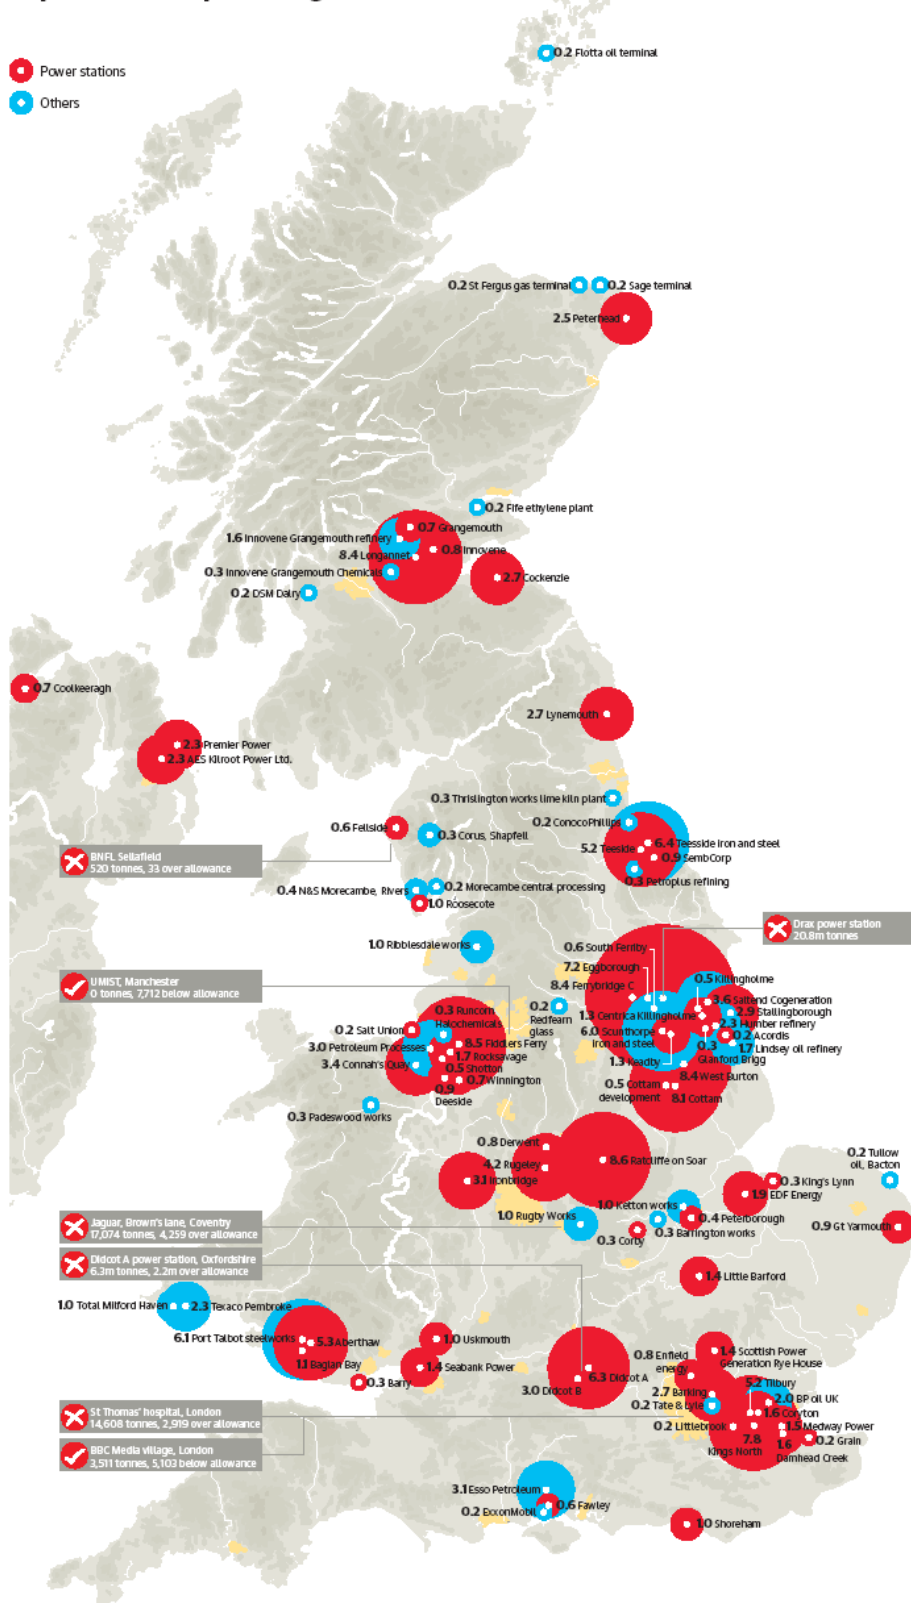 0.2 Flotta oil terminal
Power stations
Others
0.2 St Fergus gas terminal
0.2 Sage terminal
2.5 Peterhead
0.2 Fife ethylene plant
0.7 Grangemouth
1.6 Innovene Grangemouth refinery
0.8 Innovene
8.4 Longannet
0.3 Innovene Grangemouth Chemicals
2.7 Cockenzie
0.2 DSM Dalry
0.7 Coolkeeragh
2.7 Lynemouth
2.3 Premier Power
2.3 AES Kilroot Power Ltd.
0.3 Thrislington works lime kiln plant
0.2 ConocoPhillips
0.6 Fellside
0.3 Corus, Shapfell
6.4 Teesside iron and steel
5.2 Teeside
0.9 SembCorp
BNFL Sellafield
520 tonnes, 33 over allowance
0.3 Petroplus refining
0.4 N&S Morecambe, Rivers
0.2 Morecambe central processing
1.0 Roosecote
Drax power station
20.8m tonnes
1.0 Ribblesdale works
0.6 South Ferriby
7.2 Eggborough
0.5 Killingholme
UMIST, Manchester
0 tonnes, 7,712 below allowance
8.4 Ferrybridge C
3.6 Saltend Cogeneration
0.3 Runcorn
Halochemicals
0.2
Redfearn
glass
1.3 Centrica Killingholme
2.9 Stallingborough
2.3 Humber refinery
0.2 Salt Union
6.0 Scunthorpe
iron and steel
0.2 Acordis
3.0 Petroleum Processes
8.5 Fiddlers Ferry
1.7 Lindsey oil refinery
1.7 Rocksavage
0.3
Glanford Brigg
3.4 Connah's Quay
0.5 Shotton
1.3 Keadby
0.7 Winnington
8.4 West Burton
0.9
Deeside
0.5 Cottam
development
8.1 Cottam
0.3 Padeswood works
0.8 Derwent
4.2 Rugeley
8.6 Ratcliffe on Soar
0.2 Tullow
oil, Bacton
3.1 Ironbridge
0.3 King's Lynn
1.9 EDF Energy
1.0 Ketton works
1.0 Rugby Works
0.4 Peterborough
0.9 Gt Yarmouth
Jaguar, Brown's lane, Coventry
17,074 tonnes, 4,259 over allowance
0.3 Barrington works
0.3 Corby
Didcot A power station, Oxfordshire
6.3m tonnes, 2.2m over allowance
1.4 Little Barford
1.0 Total Milford Haven
2.3 Texaco Pembroke
6.1 Port Talbot steelworks
5.3 Aberthaw
1.0 Uskmouth
1.1 Baglan Bay
1.4 Seabank Power
0.3 Barry
1.4 Scottish Power
Generation Rye House
0.8 Enfield
energy
6.3 Didcot A
3.0 Didcot B
5.2 Tilbury
2.7 Barking
2.0 BP oil UK
0.2 Tate & Lyle
1.6 Coryton
St Thomas' hospital, London
14,608 tonnes, 2,919 over allowance
0.2 Littlebrook
1.5 Medway Power
7.8
Kings North
1.6
Damhead Creek
0.2 Grain
BBC Media village, London
3,511 tonnes, 5,103 below allowance
3.1 Esso Petroleum
0.6 Fawley
0.2 ExxonMobil
1.0 Shoreham